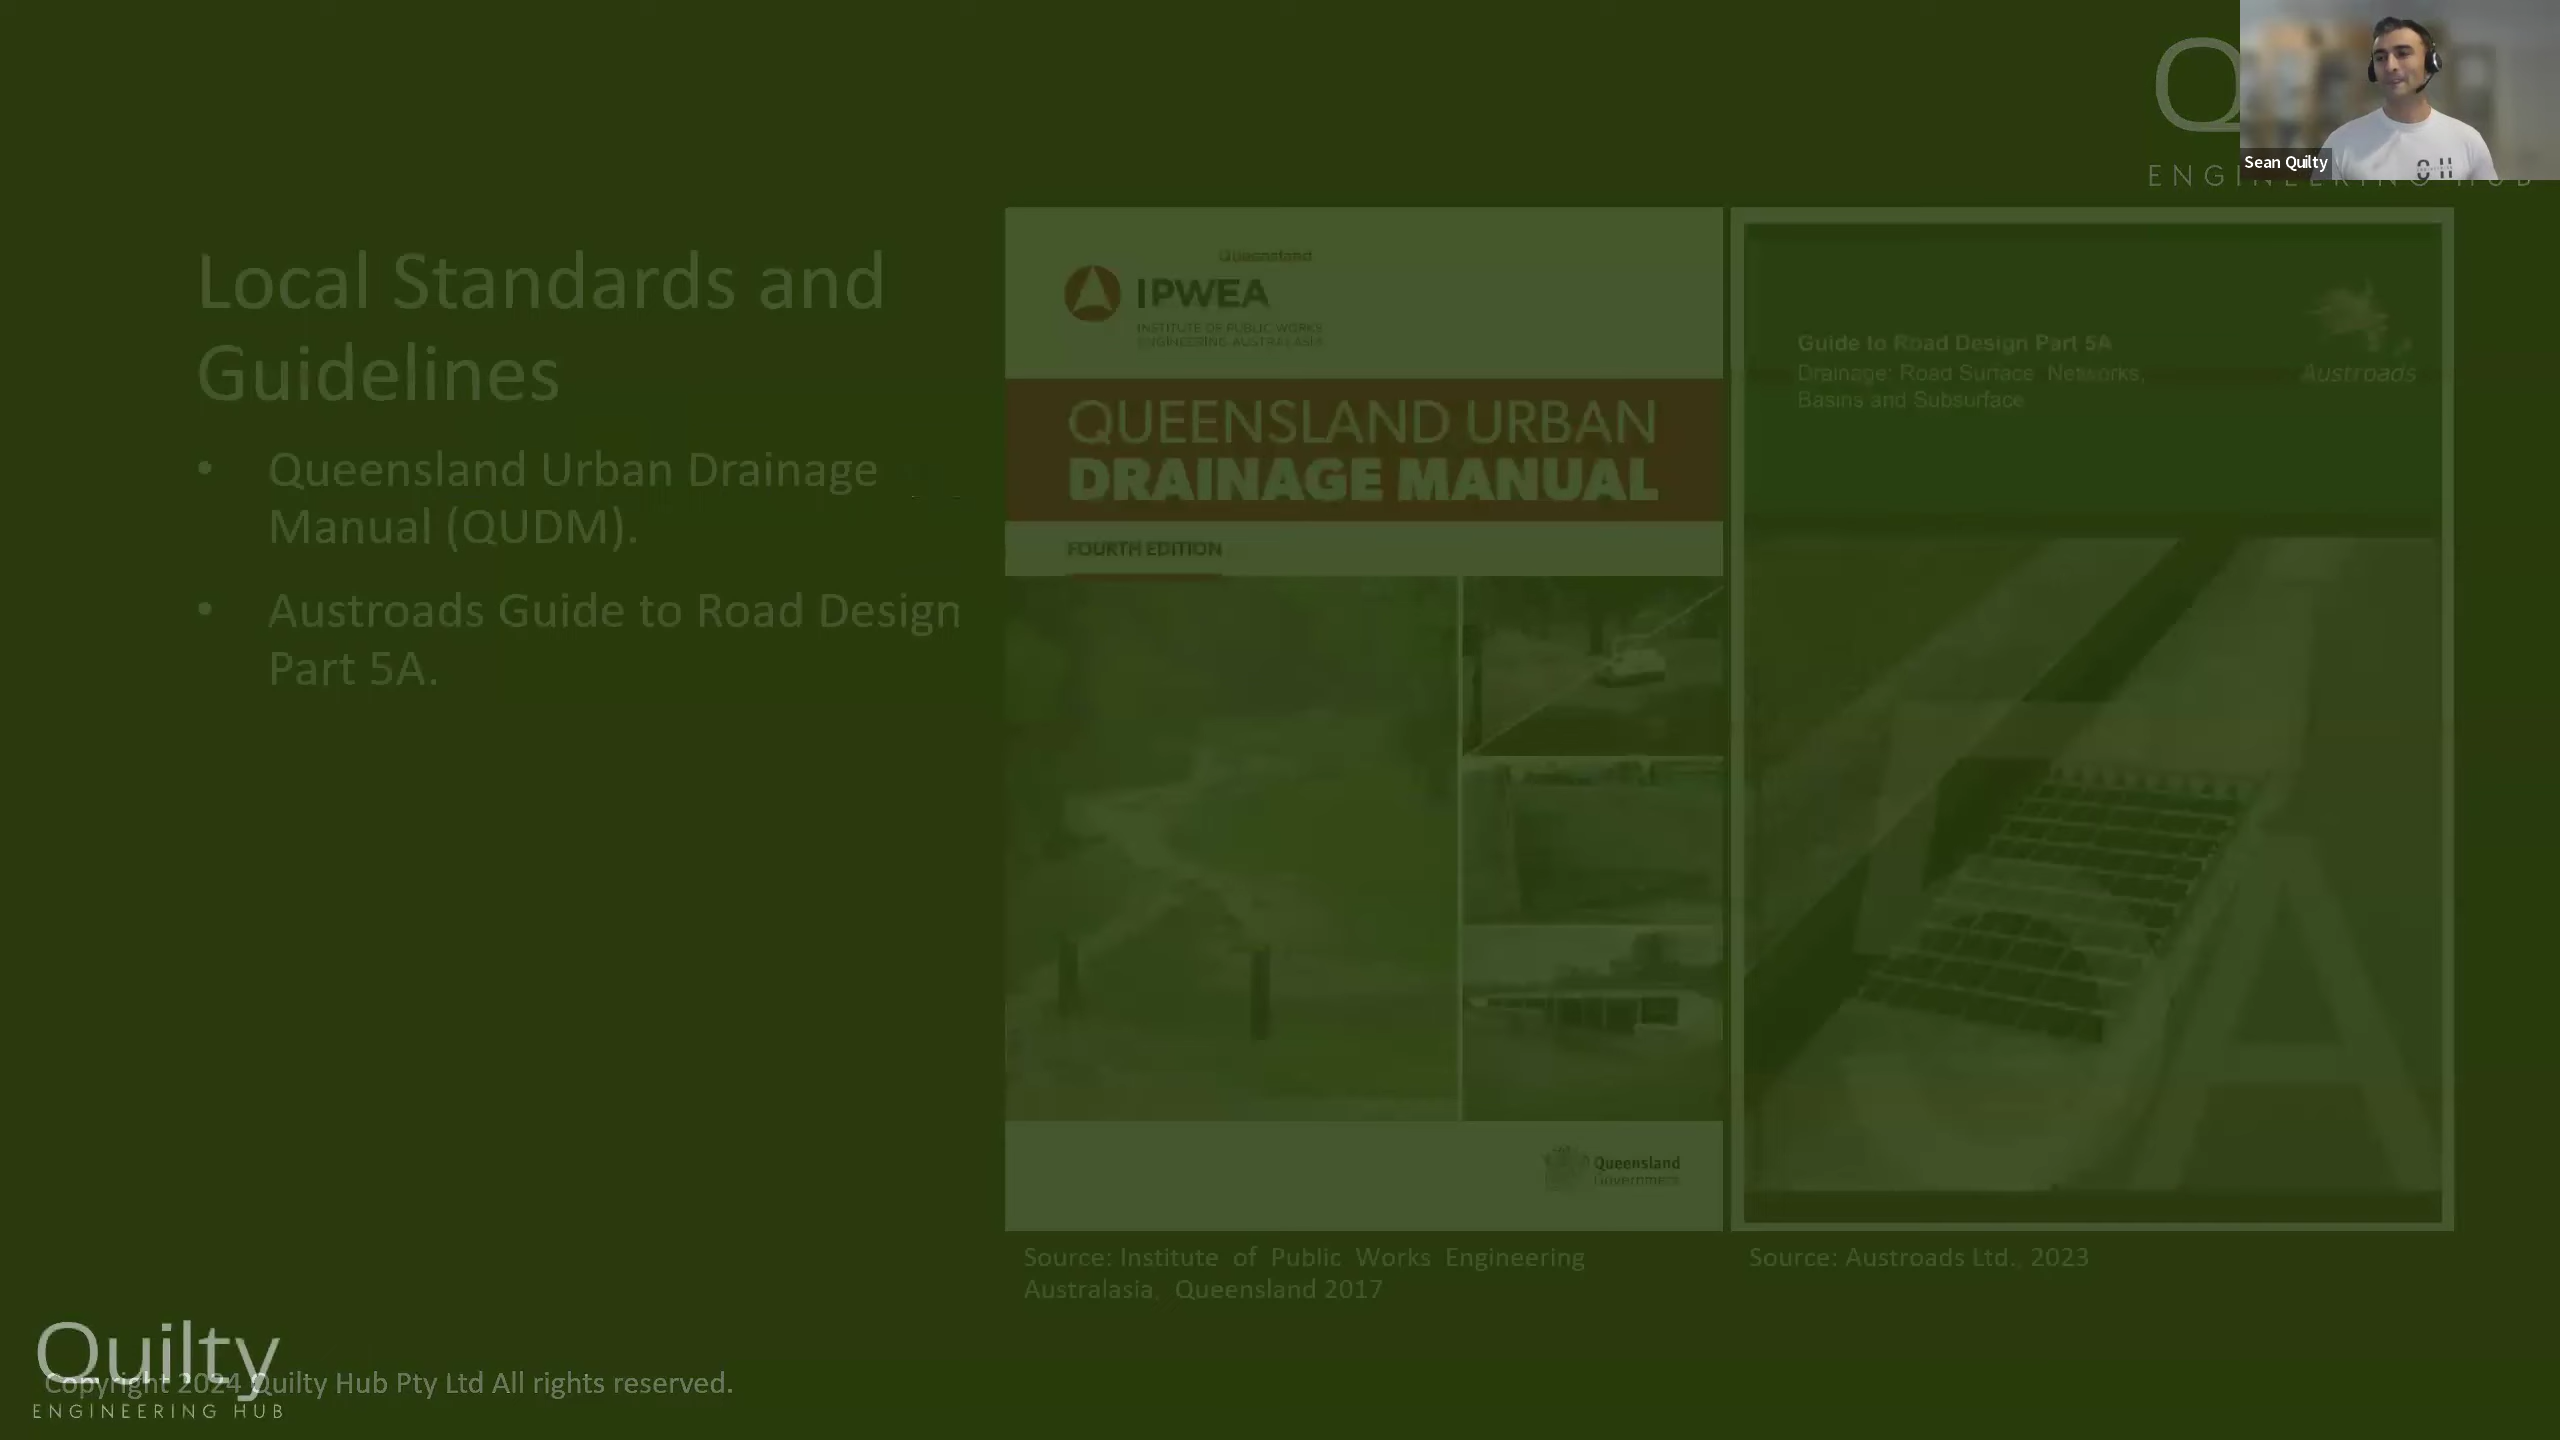 Q
ENGINEERING HUB
Sean Quilty
Local Standards and
Guidelines
• Queensland Urban Drainage
Manual (QUDM).
• Austroads Guide to Road Design
Part 5A.
Queensland
IPWEA
INSTITUTE OF PUBLIC WORKS
ENGINEERING AUSTRALASIA
QUEENSLAND URBAN
DRAINAGE MANUAL
FOURTH EDITION
Queensland
Government
Guide to Road Design Part 5A
Drainage: Road Surface, Networks,
Basins and Subsurface
Austroads
Source: Institute of Public Works Engineering
Australasia, Queensland 2017
Source: Austroads Ltd., 2023
Quilty
Copyright 2024 Quilty Hub Pty Ltd All rights reserved.
ENGINEERING HUB